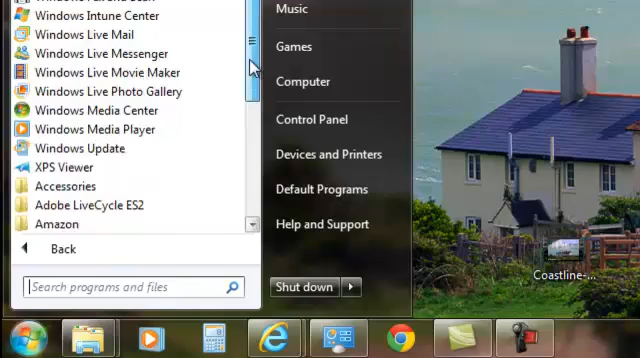 Windows Intune Center
Windows Live Mail
Windows Live Messenger
Windows Live Movie Maker
Windows Live Photo Gallery
Windows Media Center
Windows Media Player
Windows Update
XPS Viewer
Accessories
Adobe LiveCycle ES2
Amazon
Back
Search programs and files
Music
Games
Computer
Control Panel
Devices and Printers
Default Programs
Help and Support
Shut down
Coastline-...